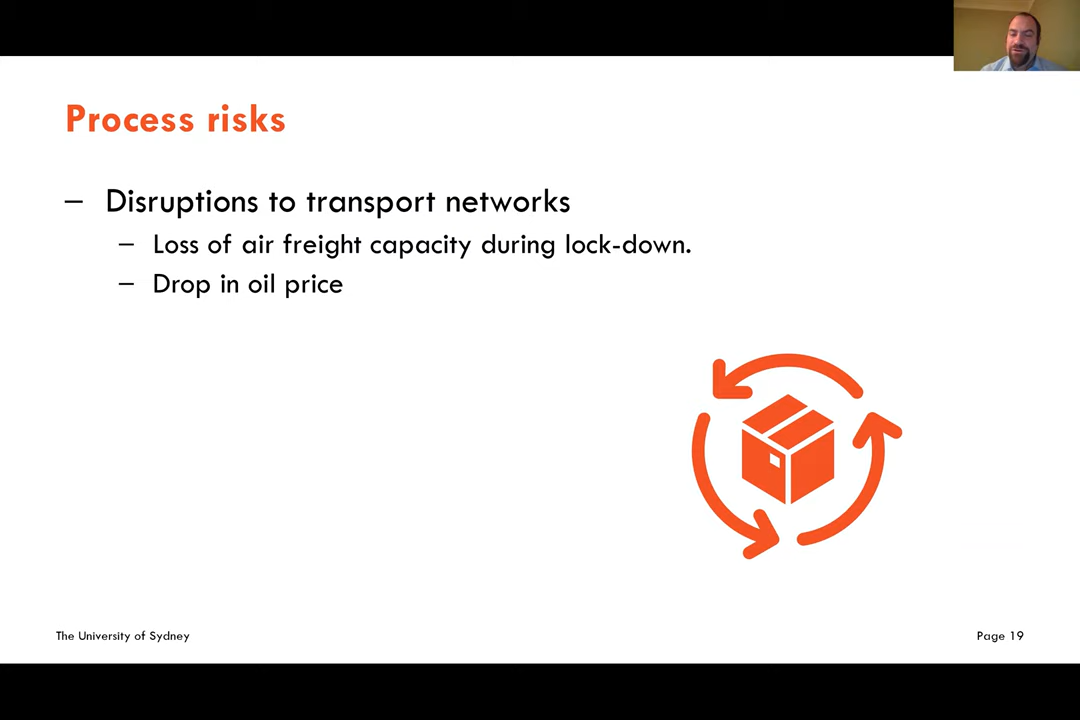 Process risks
– Disruptions to transport networks
– Loss of air freight capacity during lock-down.
– Drop in oil price
The University of Sydney
Page 19